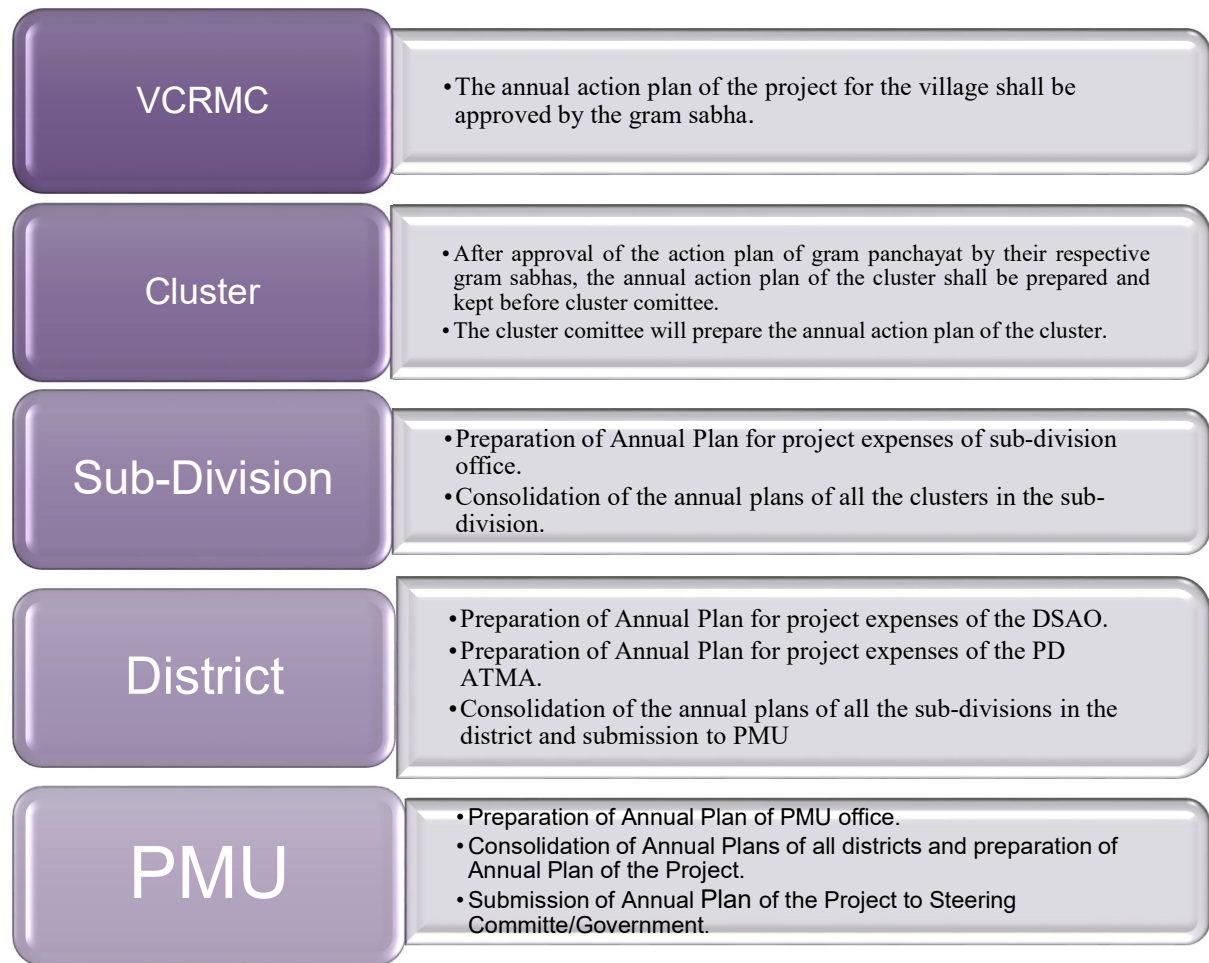 VCRMC
•The annual action plan of the project for the village shall be
approved by the gram sabha.
Cluster
•After approval of the action plan of gram panchayat by their respective
gram sabhas, the annual action plan of the cluster shall be prepared and
kept before cluster comittee.
•The cluster comittee will prepare the annual action plan of the cluster.
Sub-Division
•Preparation of Annual Plan for project expenses of sub-division
office.
•Consolidation of the annual plans of all the clusters in the sub-
division.
District
•Preparation of Annual Plan for project expenses of the DSAO.
•Preparation of Annual Plan for project expenses of the PD
ATMA.
•Consolidation of the annual plans of all the sub-divisions in the
district and submission to PMU
PMU
•Preparation of Annual Plan of PMU office.
•Consolidation of Annual Plans of all districts and preparation of
Annual Plan of the Project.
•Submission of Annual Plan of the Project to Steering
Committe/Government.